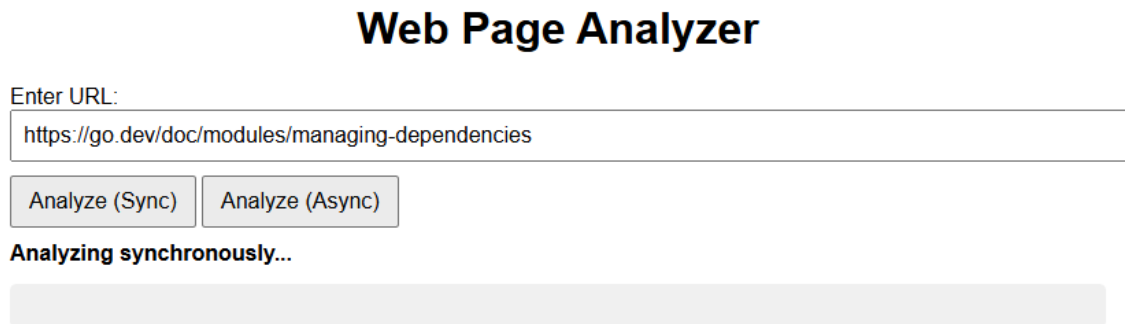 Web Page Analyzer
Enter URL:
https://go.dev/doc/modules/managing-dependencies
Analyze (Sync) Analyze (Async)
Analyzing synchronously...